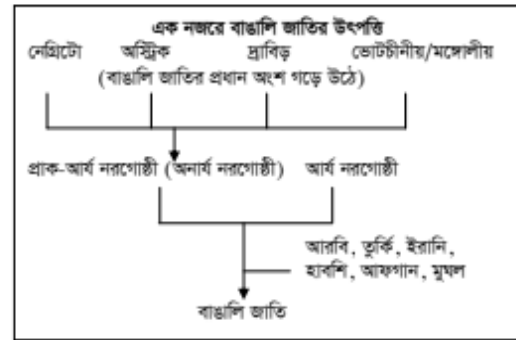 এক নজরে বাঙালি জাতির উৎপত্তি
নেগ্রিটো অস্ট্রিক দ্রাবিড় ভোটচীনীয়/মঙ্গোলীয়
(বাঙালি জাতির প্রধান অংশ গড়ে উঠে)
প্রাক-আর্য নরগোষ্ঠী (অনার্য নরগোষ্ঠী) আর্য নরগোষ্ঠী
আরবি, তুর্কি, ইরানি,
হাবশি, আফগান, মুঘল
বাঙালি জাতি